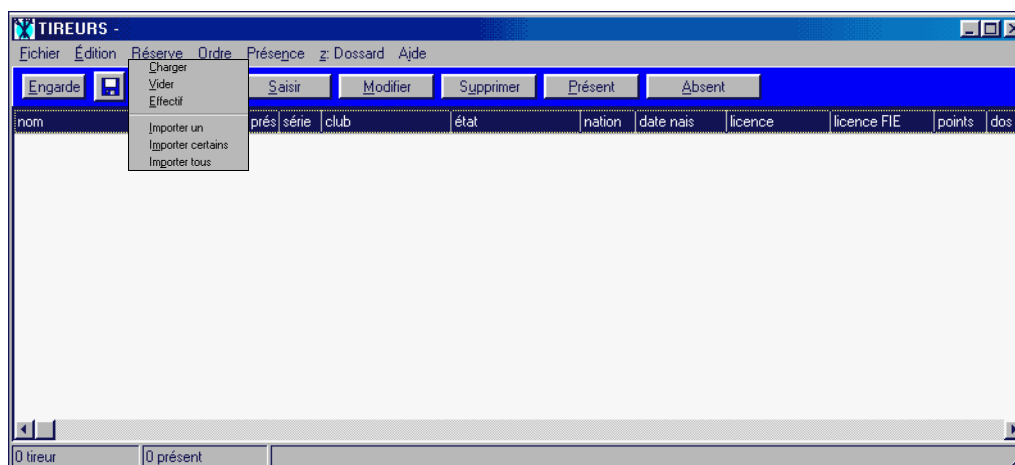 TIREURS -
Fichier Édition Réserve Ordre Présence z: Dossard Ajde
Charger
Vider
Effectif
Importer un
Importer certains
Importer tous
Engarde Saisir Modifier Supprimer Présent Absent
nom prés série club état nation date nais licence licence FIE points dos
0 tireur 0 présent